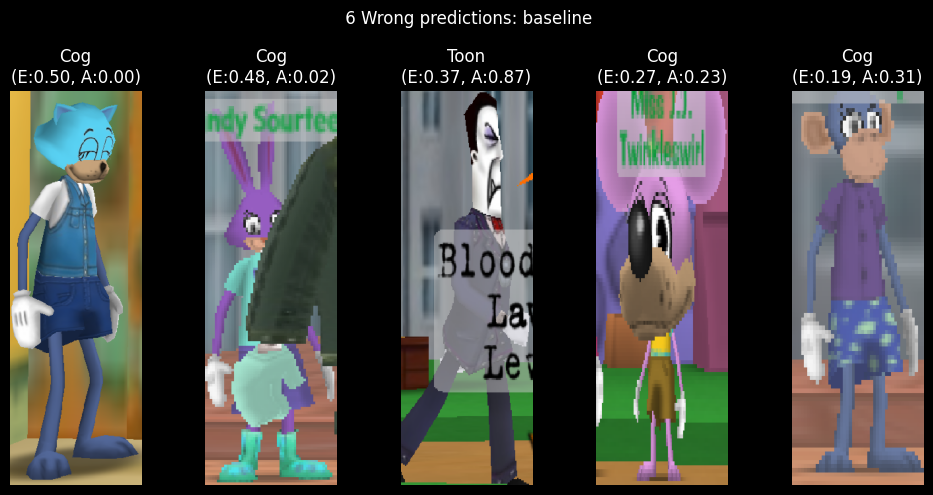 6 Wrong predictions: baseline
Cog
(E:0.50, A:0.00)
Cog
(E:0.48, A:0.02)
Toon
(E:0.37, A:0.87)
Cog
(E:0.27, A:0.23)
Cog
(E:0.19, A:0.31)
ndy Sourtee
Blood
Law
Lev
Miss J.J.
Twinkleswirl